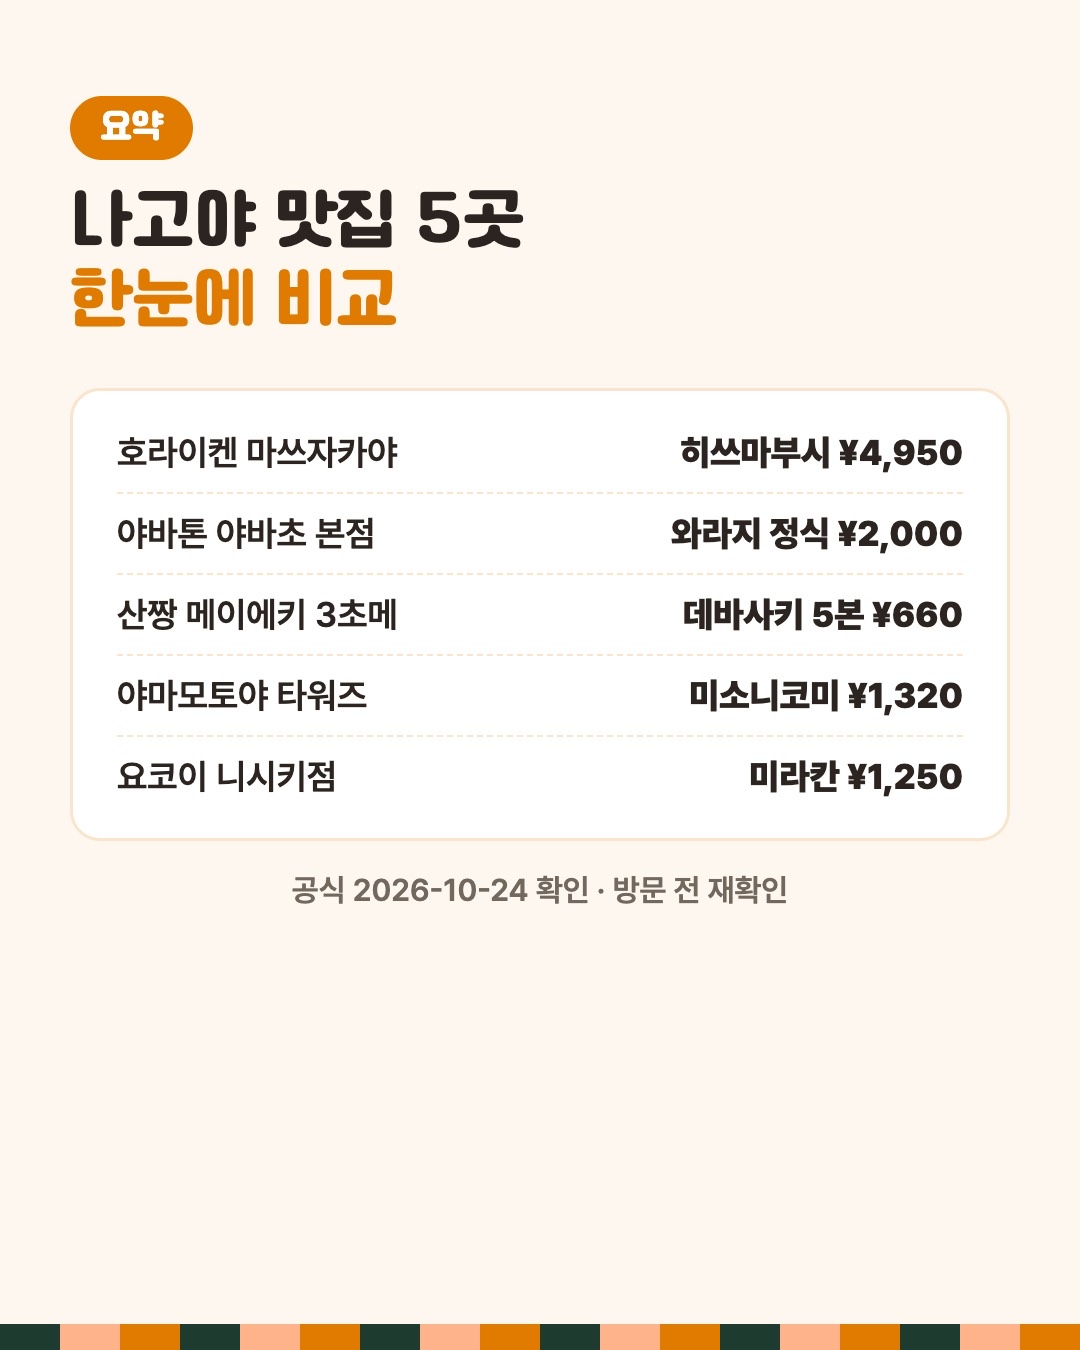 요약
나고야 맛집 5곳
한눈에 비교
호라이켄 마쓰자카야 히쓰마부시 ¥4,950
야바톤 야바초 본점 와라지 정식 ¥2,000
산짱 메이에키 3초메 데바사키 5본 ¥660
야마모토야 타워즈 미소니코미 ¥1,320
요코이 니시키점 미라칸 ¥1,250
공식 2026-10-24 확인 · 방문 전 재확인